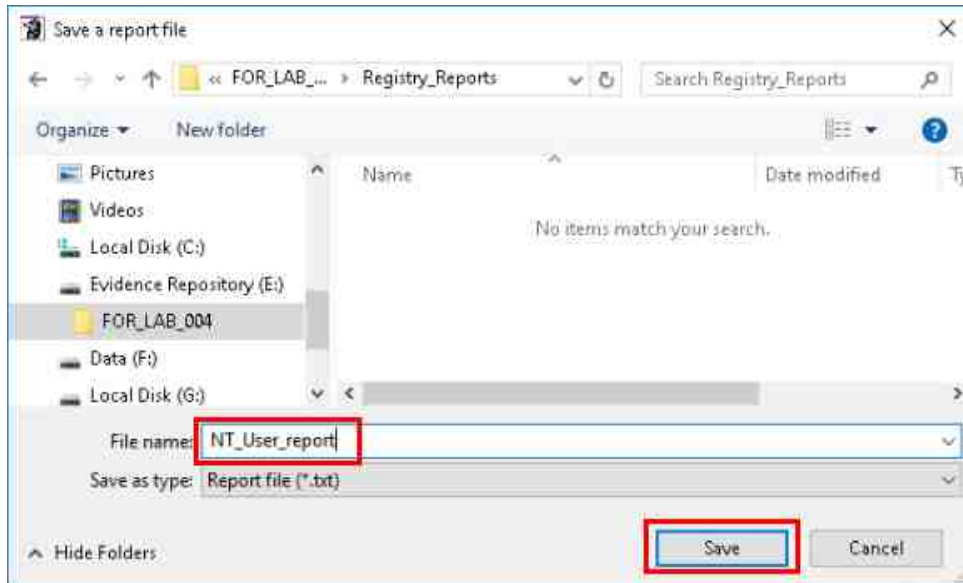 Save a report file
« FOR_LAB_... › Registry_Reports Search Registry_Reports
Organize New folder
Pictures
Videos
Local Disk (C:)
Evidence Repository (E:)
FOR_LAB_004
Data (F:)
Local Disk (G:)
Name Date modified Ty
No items match your search.
File name: NT_User_report
Save as type: Report file (*.txt)
Hide Folders Save Cancel